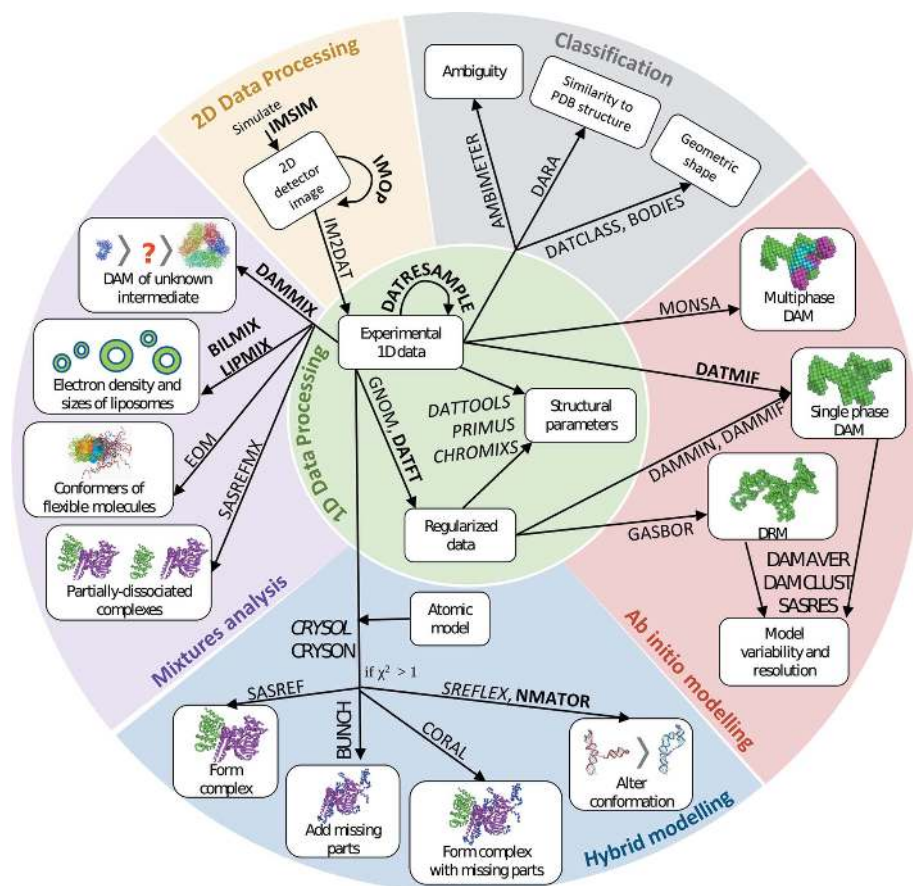 2D Data Processing
Simulate
IMSIM
2D
detector
image
IMOP
IM2DAT
Classification
Ambiguity
Similarity to
PDB structure
Geometric
shape
AMBIMETER
DARA
DATCLASS, BODIES
1D Data Processing
DATRESAMPLE
Experimental
1D data
GNOM, DATFT
DATTOOLS
PRIMUS
CHROMIXS
Structural
parameters
Regularized
data
Mixtures analysis
?
DAM of unknown
intermediate
DAMMIX
BILMIX
LIPMIX
Electron density and
sizes of liposomes
EOM
Conformers of
flexible molecules
SASREFMX
Partially-dissociated
complexes
Ab initio modelling
MONSA
Multiphase
DAM
DATMIF
Single phase
DAM
DAMMIN, DAMMIF
GASBOR
DRM
DAMAVER
DAMCLUST
SASRES
Model
variability and
resolution
Hybrid modelling
Atomic
model
CRYSOL
CRYSON
if χ² > 1
SASREF
Form
complex
BUNCH
Add missing
parts
CORAL
Form complex
with missing parts
SREFLEX, NMATOR
Alter
conformation